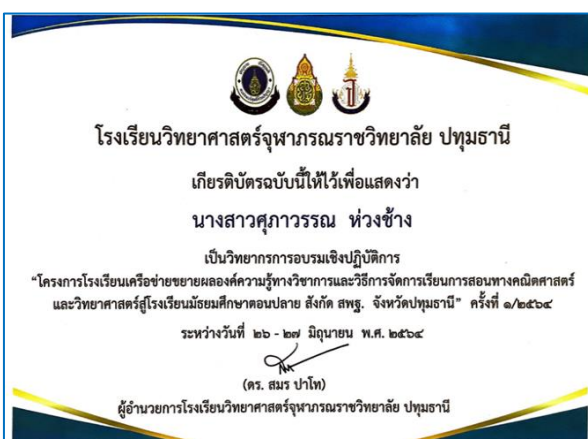 โรงเรียนวิทยาศาสตร์จุฬาภรณราชวิทยาลัย ปทุมธานี
เกียรติบัตรฉบับนี้ให้ไว้เพื่อแสดงว่า
นางสาวศุภาวรรณ ห่วงช้าง
เป็นวิทยากรการอบรมเชิงปฏิบัติการ
“โครงการโรงเรียนเครือข่ายขยายผลองค์ความรู้ทางวิชาการและวิธีการจัดการเรียนการสอนทางคณิตศาสตร์
และวิทยาศาสตร์สู่โรงเรียนมัธยมศึกษาตอนปลาย สังกัด สพฐ. จังหวัดปทุมธานี” ครั้งที่ ๑/๒๕๖๔
ระหว่างวันที่ ๒๖ - ๒๗ มิถุนายน พ.ศ. ๒๕๖๔
(ดร. สมร ปาโท)
ผู้อำนวยการโรงเรียนวิทยาศาสตร์จุฬาภรณราชวิทยาลัย ปทุมธานี